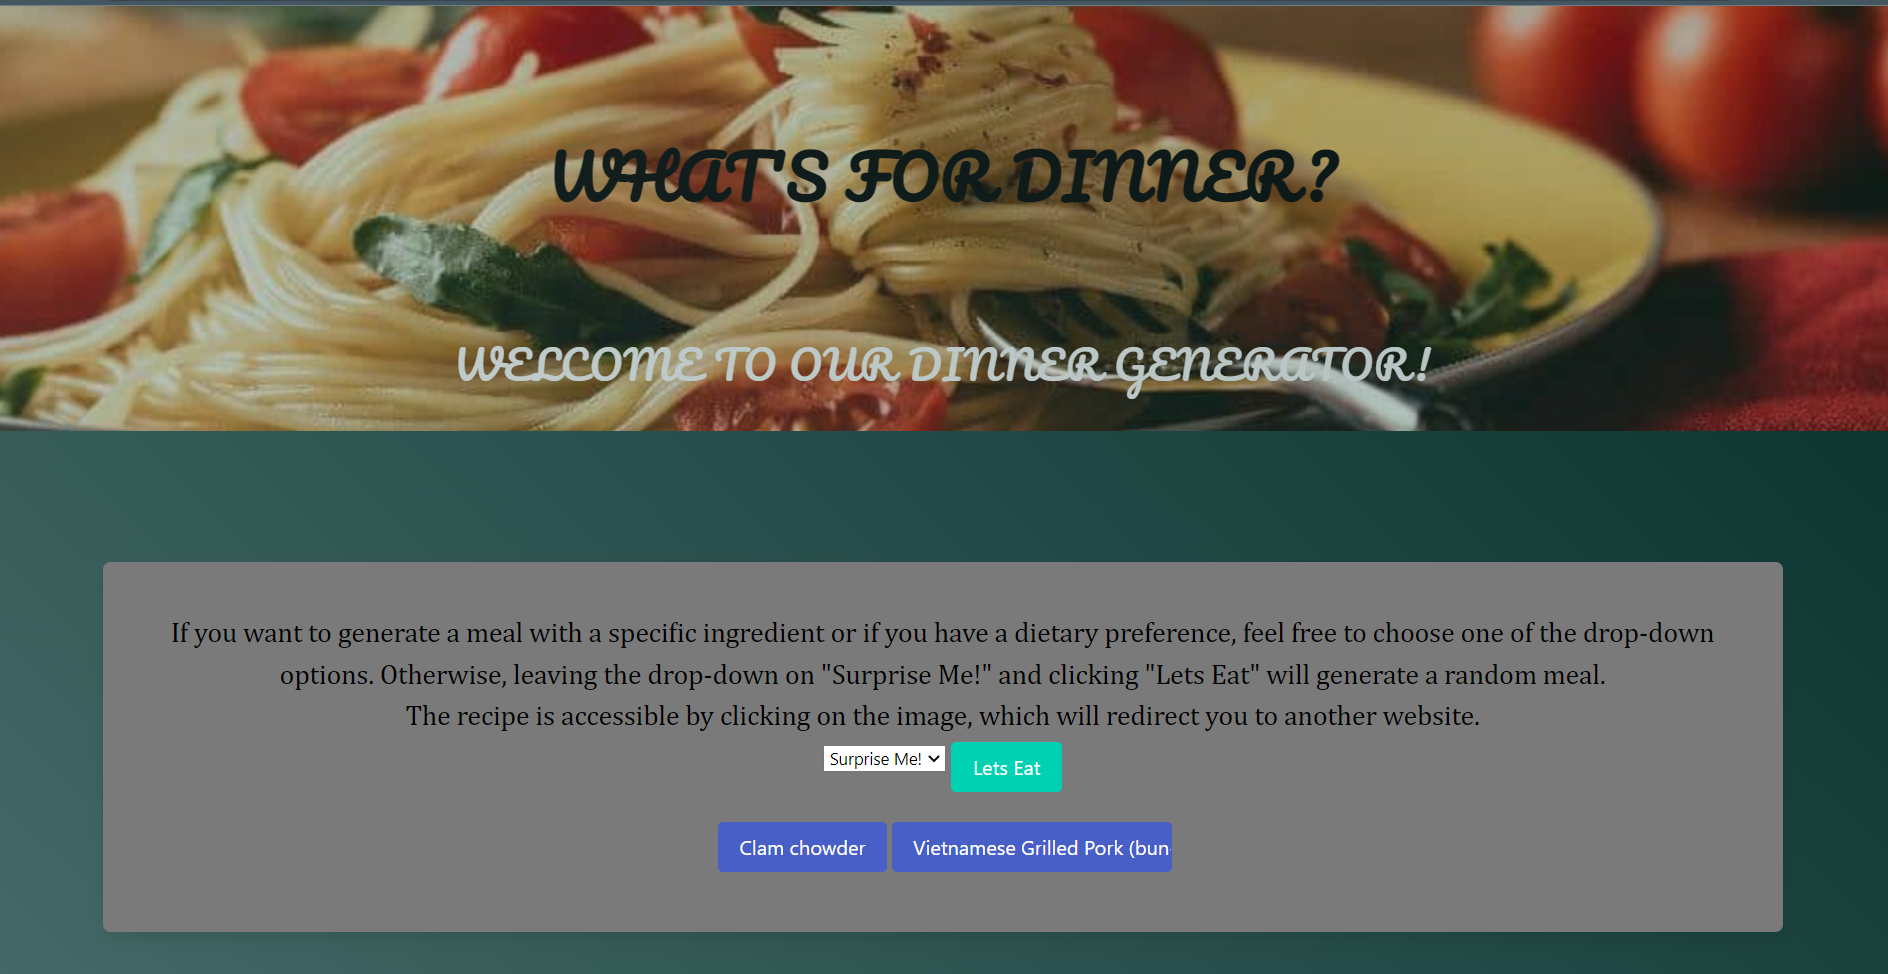 WHAT'S FOR DINNER?
WELCOME TO OUR DINNER GENERATOR!
If you want to generate a meal with a specific ingredient or if you have a dietary preference, feel free to choose one of the drop-down
options. Otherwise, leaving the drop-down on "Surprise Me!" and clicking "Lets Eat" will generate a random meal.
The recipe is accessible by clicking on the image, which will redirect you to another website.
Surprise Me! Lets Eat
Clam chowder Vietnamese Grilled Pork (bun